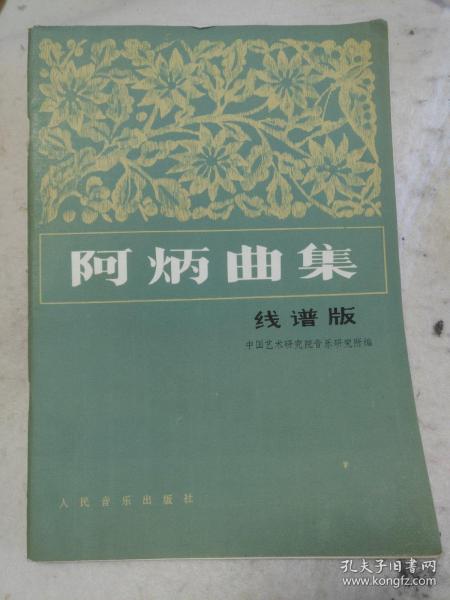 阿炳曲集
线谱版
中国艺术研究院音乐研究所编
人民音乐出版社
孔夫子旧书网
www.kongfz.com